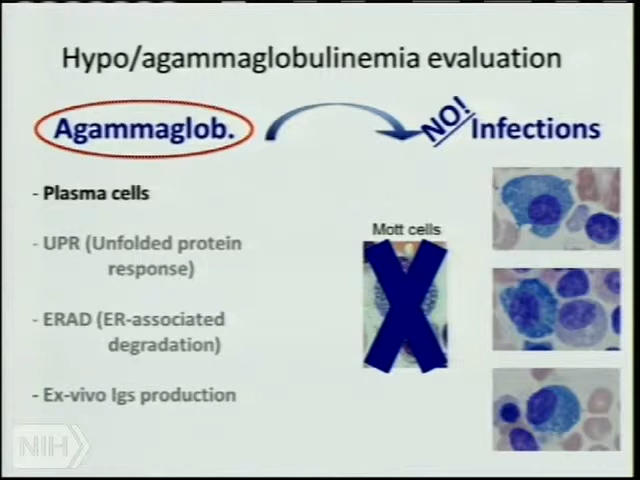 Hypo/agammaglobulinemia evaluation
Agammaglob.
NO! Infections
- Plasma cells
- UPR (Unfolded protein
response)
- ERAD (ER-associated
degradation)
- Ex-vivo Igs production
Mott cells
NIH